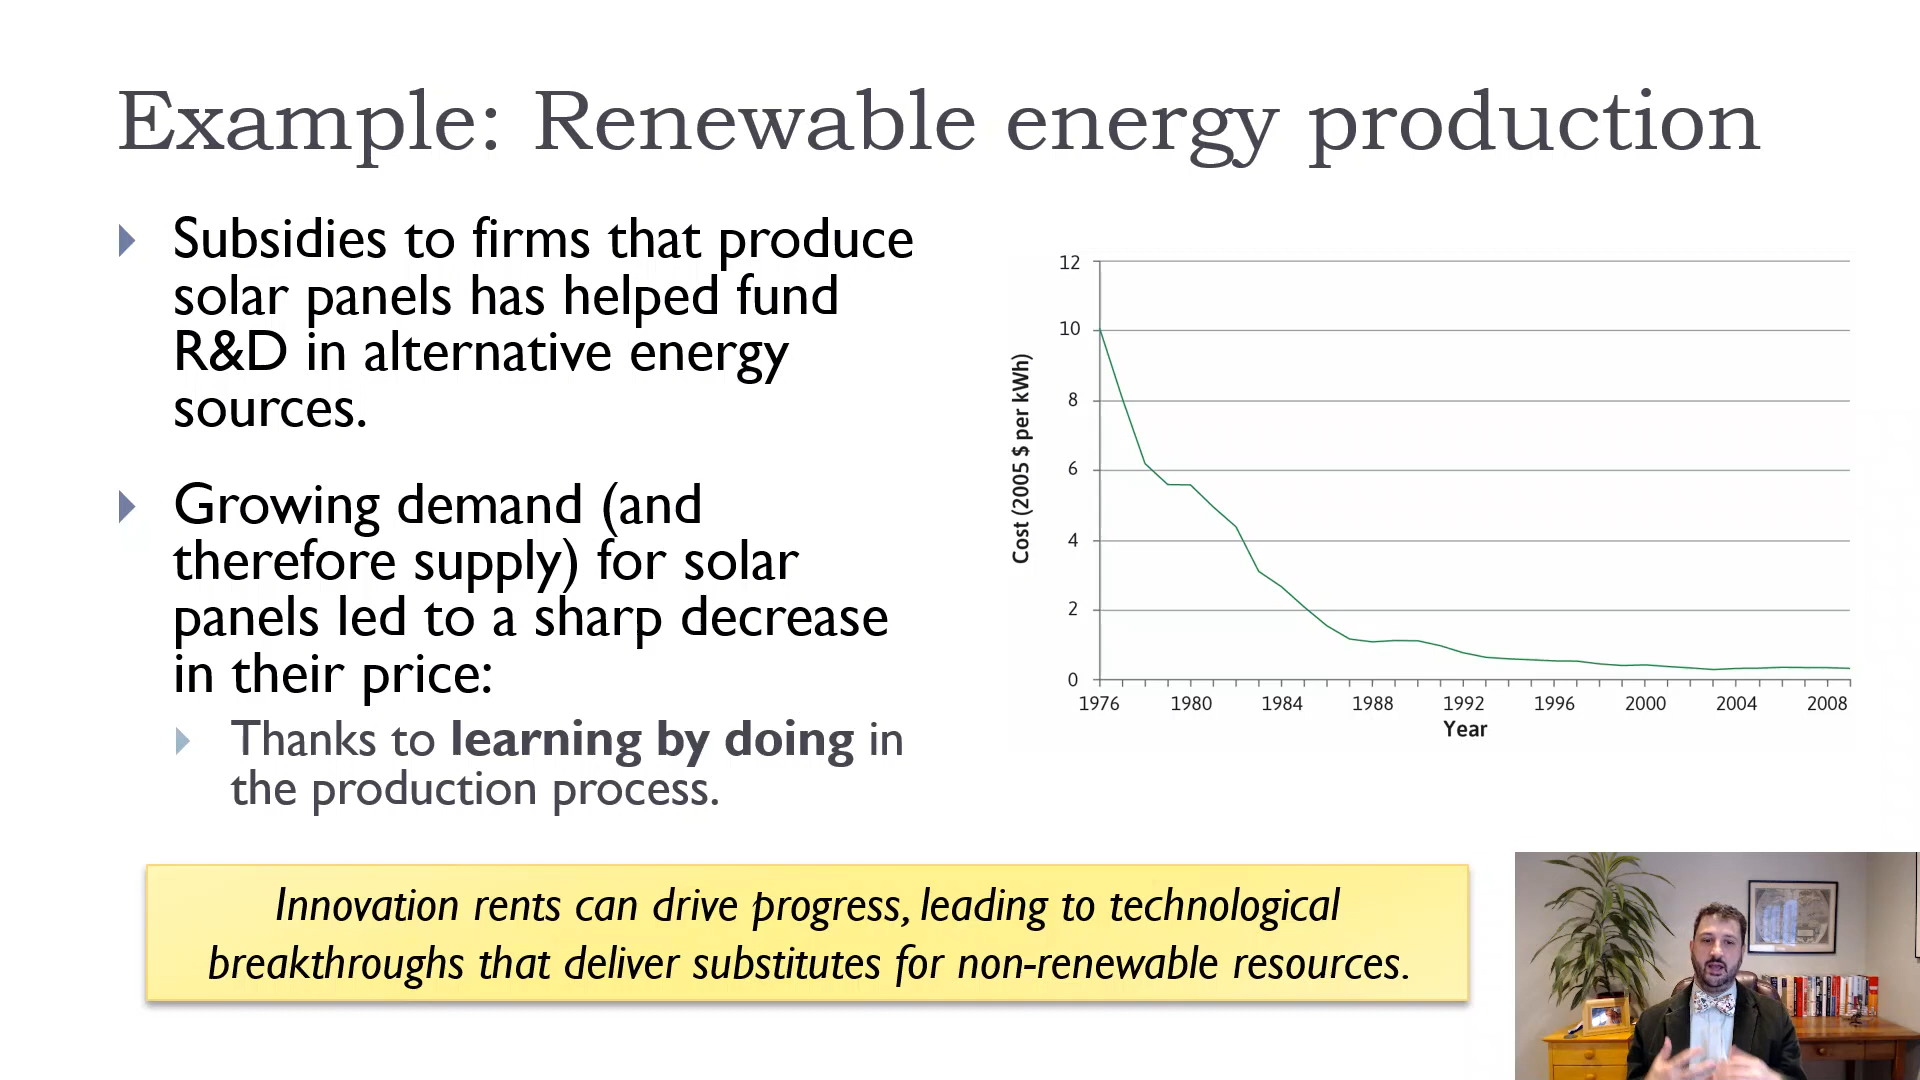 Example: Renewable energy production
Subsidies to firms that produce
solar panels has helped fund
R&D in alternative energy
sources.
Growing demand (and
therefore supply) for solar
panels led to a sharp decrease
in their price:
Thanks to learning by doing in
the production process.
12
10
8
6
4
2
0
Cost (2005 $ per kWh)
1976 1980 1984 1988 1992 1996 2000 2004 2008
Year
Innovation rents can drive progress, leading to technological
breakthroughs that deliver substitutes for non-renewable resources.